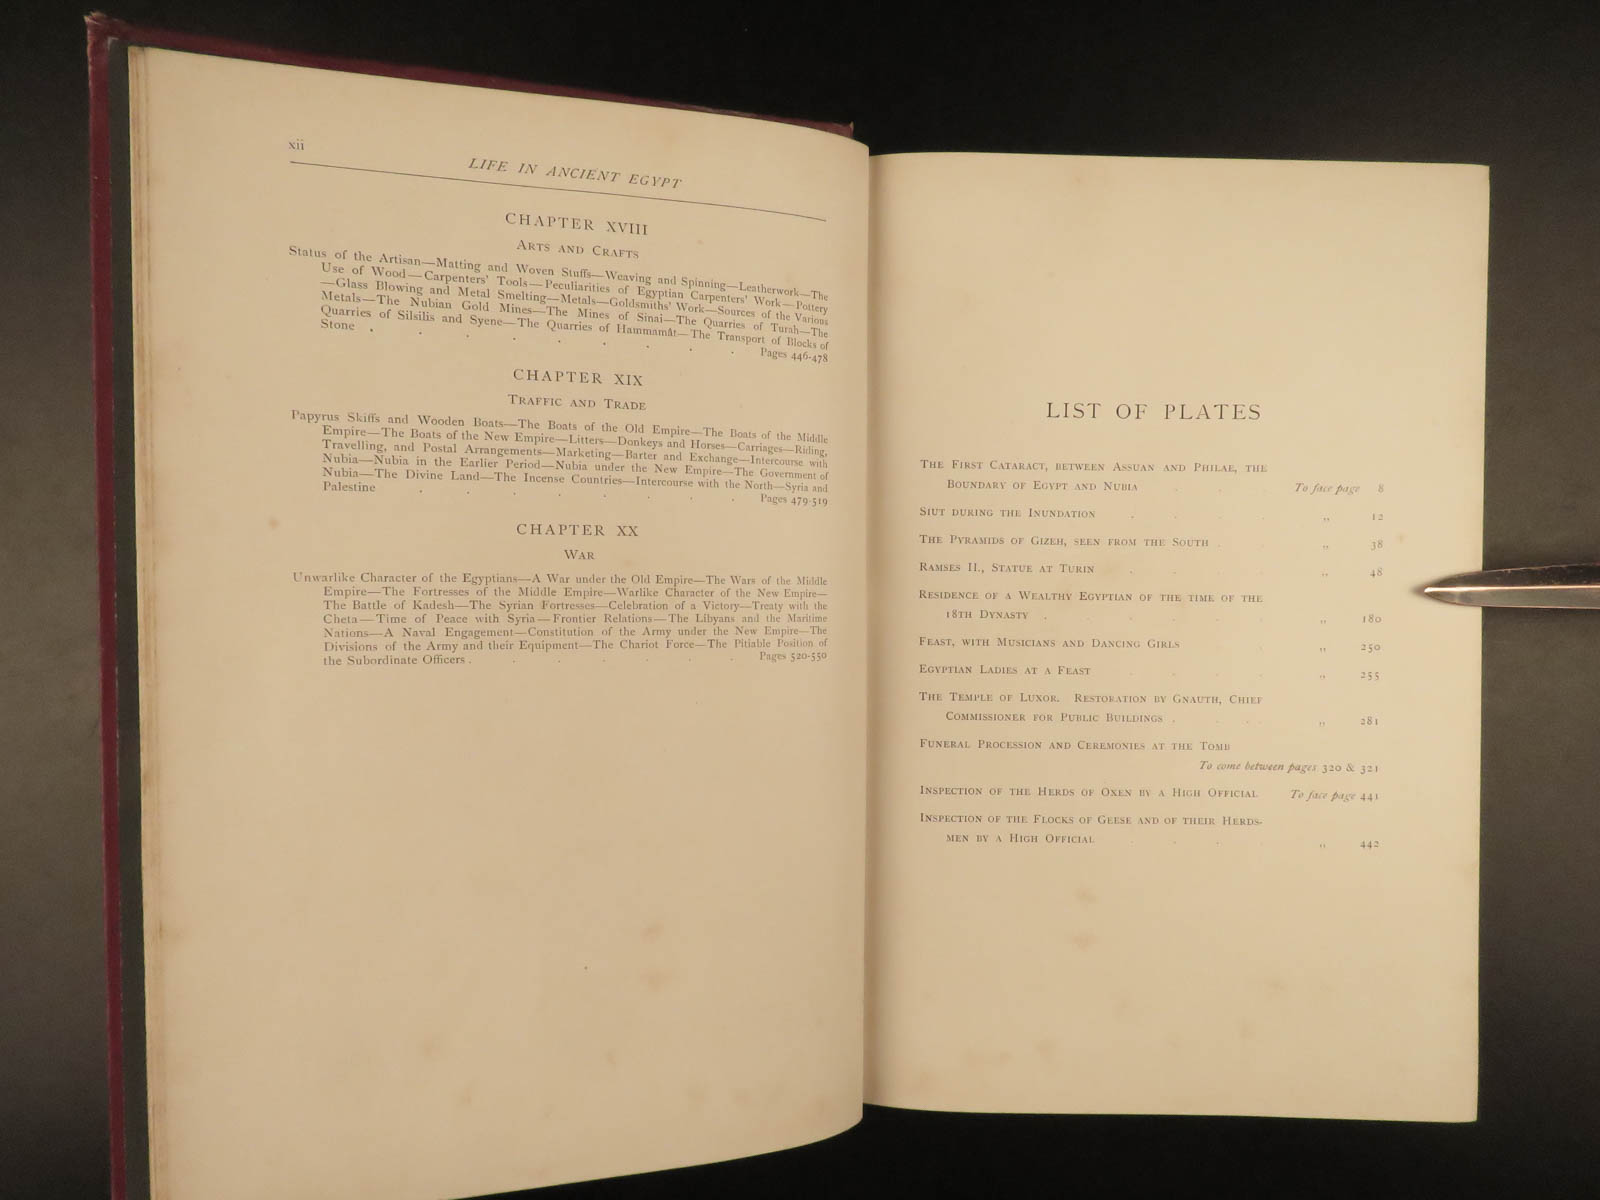 xii
LIFE IN ANCIENT EGYPT
CHAPTER XVIII
Arts and Crafts
Status of the Artisan—Matting and Woven Stuffs—Weaving and Spinning—Leatherwork—The
Use of Wood—Carpenters' Tools—Peculiarities of Egyptian Carpenters' Work—Pottery
—Glass Blowing and Metal Smelting—Metals—Goldsmiths' Work—Sources of the Various
Metals—The Nubian Gold Mines—The Mines of Sinai—The Quarries of Turah—The
Quarries of Silsilis and Syene—The Quarries of Hammamât—The Transport of Blocks of
Stone . . . . . . . . . Pages 446-478
CHAPTER XIX
Traffic and Trade
Papyrus Skiffs and Wooden Boats—The Boats of the Old Empire—The Boats of the Middle
Empire—The Boats of the New Empire—Litters—Donkeys and Horses—Carriages—Riding,
Travelling, and Postal Arrangements—Marketing—Barter and Exchange—Intercourse with
Nubia—Nubia in the Earlier Period—Nubia under the New Empire—The Government of
Nubia—The Divine Land—The Incense Countries—Intercourse with the North—Syria and
Palestine . . . . . . . . Pages 479-519
CHAPTER XX
War
Unwarlike Character of the Egyptians—A War under the Old Empire—The Wars of the Middle
Empire—The Fortresses of the Middle Empire—Warlike Character of the New Empire—
The Battle of Kadesh—The Syrian Fortresses—Celebration of a Victory—Treaty with the
Cheta—Time of Peace with Syria—Frontier Relations—The Libyans and the Maritime
Nations—A Naval Engagement—Constitution of the Army under the New Empire—The
Divisions of the Army and their Equipment—The Chariot Force—The Pitiable Position of
the Subordinate Officers . . . . . . . Pages 520-550
LIST OF PLATES
The First Cataract, between Assuan and Philae, the
Boundary of Egypt and Nubia . . . To face page 8
Siut during the Inundation . . . . ,, 12
The Pyramids of Gizeh, seen from the South . . ,, 38
Ramses II., Statue at Turin . . . . ,, 48
Residence of a Wealthy Egyptian of the time of the
18th Dynasty . . . . . . ,, 180
Feast, with Musicians and Dancing Girls . ,, 250
Egyptian Ladies at a Feast . . . . ,, 255
The Temple of Luxor. Restoration by Gnauth, Chief
Commissioner for Public Buildings . . . . ,, 281
Funeral Procession and Ceremonies at the Tomb
To come between pages 320 & 321
Inspection of the Herds of Oxen by a High Official To face page 441
Inspection of the Flocks of Geese and of their Herds-
men by a High Official . . . . ,, 442